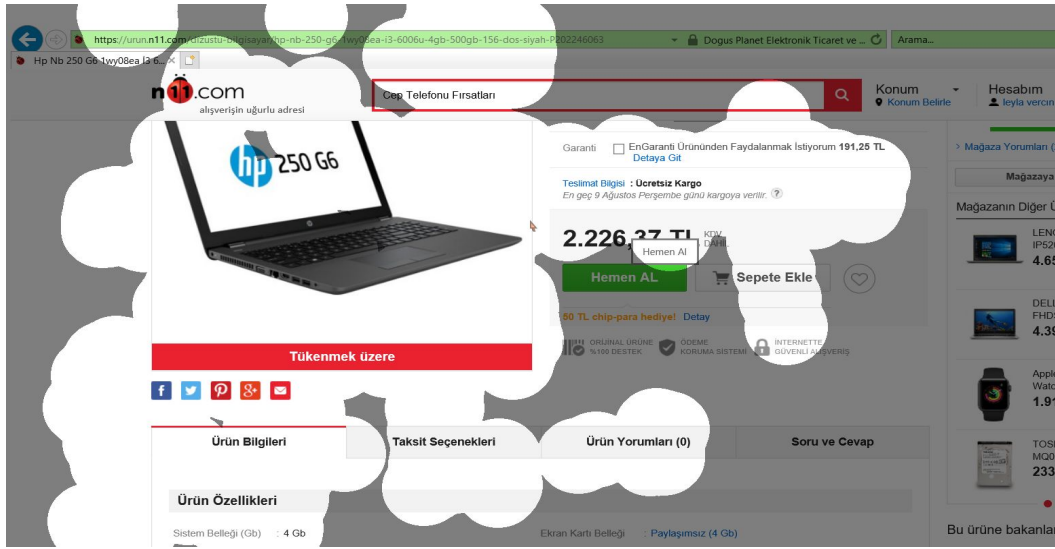 https://urun.n11.com/dizustu-bilgisayar/hp-nb-250-g6-1wy08ea-i3-6006u-4gb-500gb-156-dos-siyah-P202246063
Dogus Planet Elektronik Ticaret ve ...
Arama...
Hp Nb 250 G6 1wy08ea İ3 6...
n11.com
alışverişin uğurlu adresi
Cep Telefonu Fırsatları
Konum
Konum Belirle
Hesabım
leyla vercin
hp 250 G6
Garanti
EnGaranti Ürününden Faydalanmak İstiyorum 191,25 TL
Detaya Git
Teslimat Bilgisi : Ücretsiz Kargo
En geç 9 Ağustos Perşembe günü kargoya verilir. ?
2.226,37 TL
KDV
DAHİL
Hemen Al
Hemen AL
Sepete Ekle
50 TL chip-para hediye! Detay
ORİJİNAL ÜRÜNE
%100 DESTEK
ÖDEME
KORUMA SİSTEMİ
İNTERNETTE
GÜVENLİ ALIŞVERİŞ
Tükenmek üzere
Mağaza Yorumları
Mağazaya
Mağazanın Diğer Ü
LENO
IP520
4.65
DELL
FHD
4.39
Apple
Watc
1.91
TOSI
MQ0
233
Ürün Bilgileri
Taksit Seçenekleri
Ürün Yorumları (0)
Soru ve Cevap
Ürün Özellikleri
Sistem Belleği (Gb) : 4 Gb
Ekran Kartı Belleği : Paylaşımsız (4 Gb)
Bu ürüne bakanlar